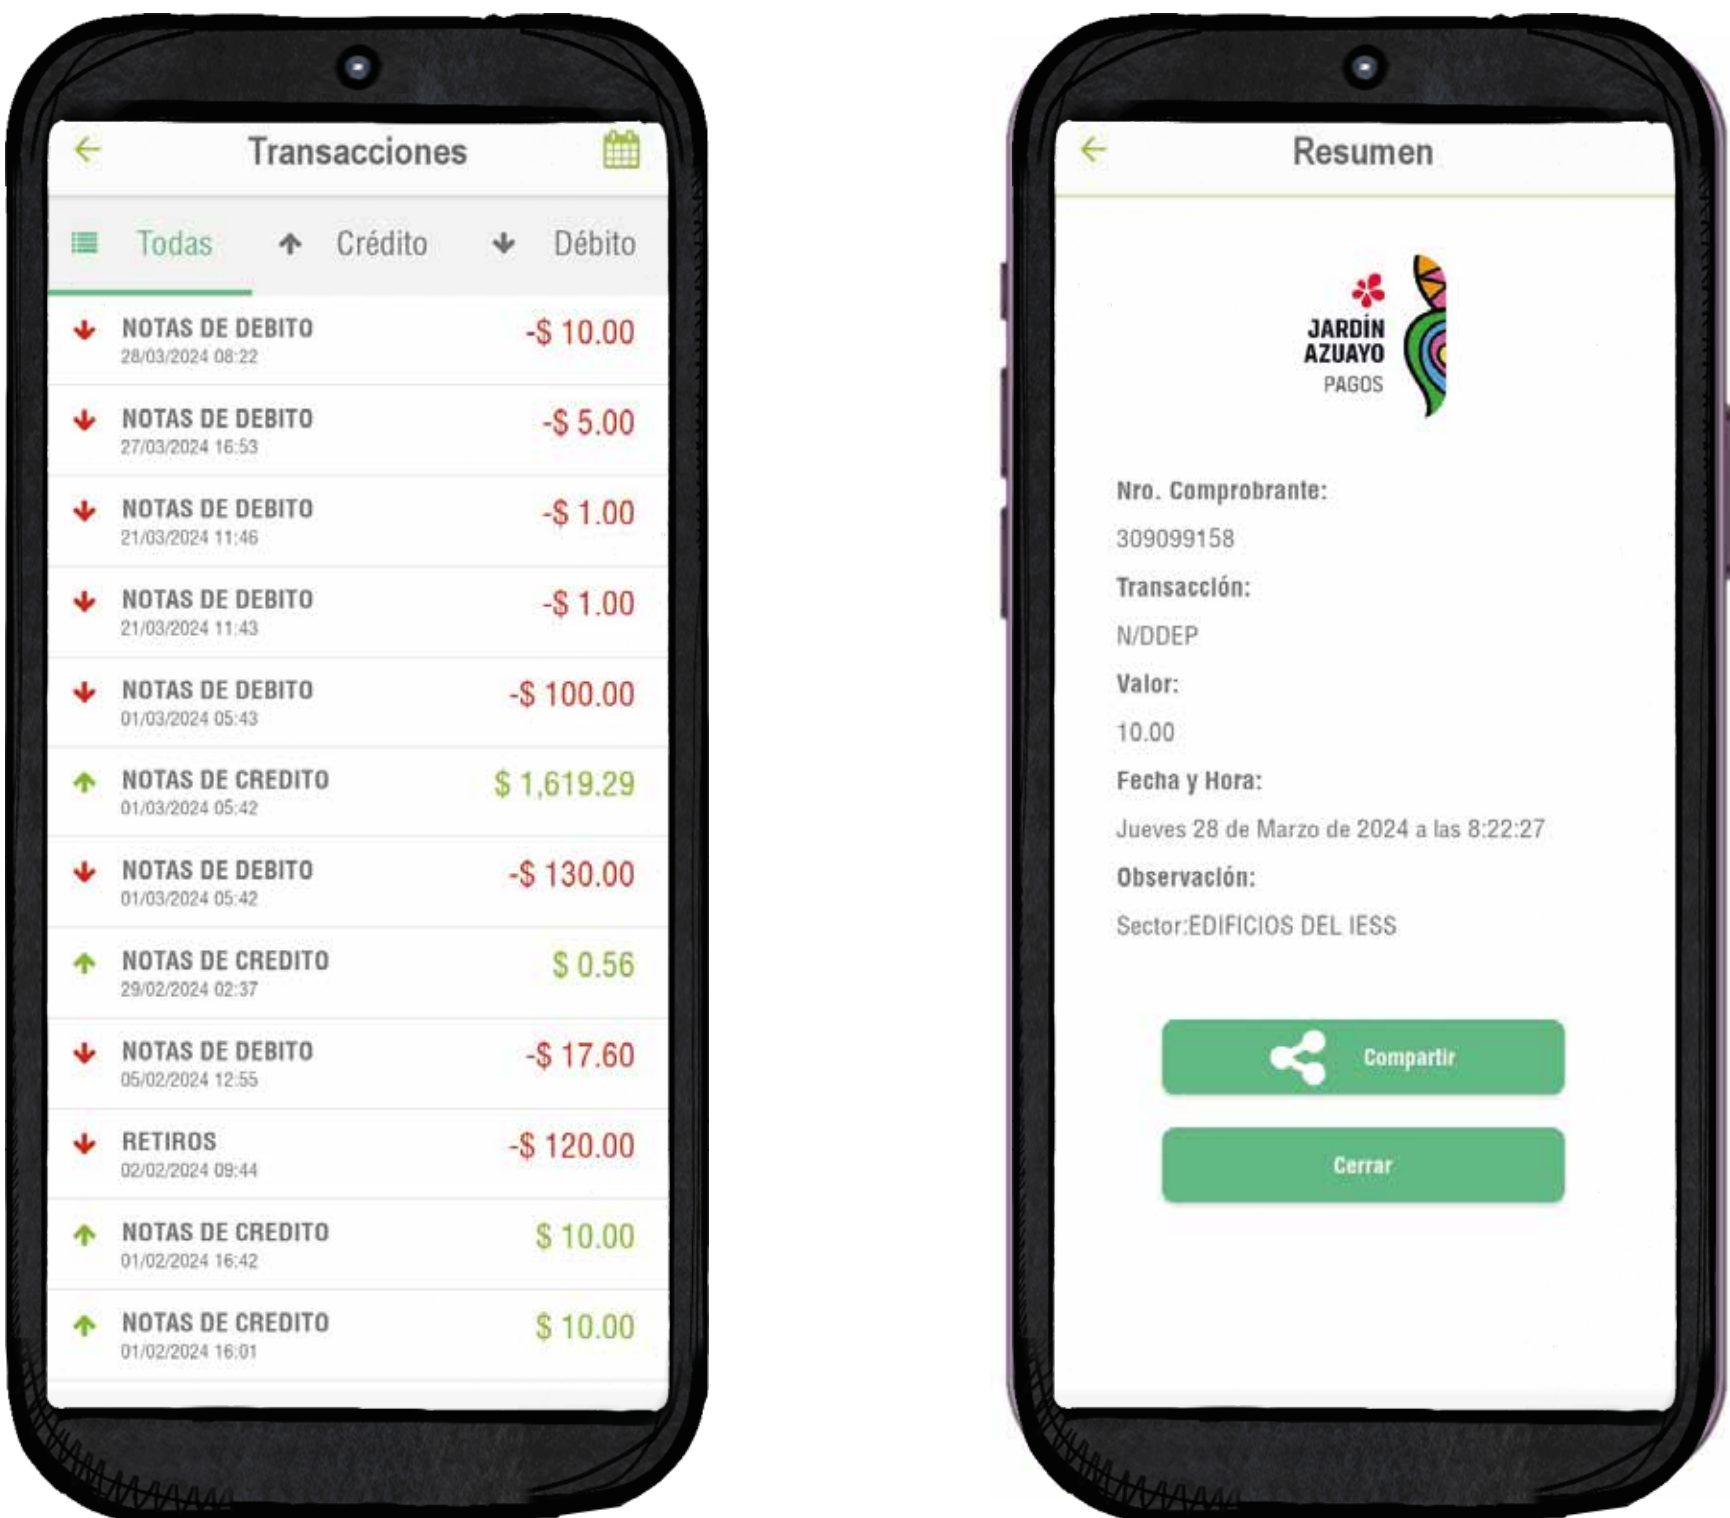 Transacciones
Todas Crédito Débito
NOTAS DE DEBITO -$ 10.00
28/03/2024 08:22
NOTAS DE DEBITO -$ 5.00
27/03/2024 16:53
NOTAS DE DEBITO -$ 1.00
21/03/2024 11:46
NOTAS DE DEBITO -$ 1.00
21/03/2024 11:43
NOTAS DE DEBITO -$ 100.00
01/03/2024 05:43
NOTAS DE CREDITO $ 1,619.29
01/03/2024 05:42
NOTAS DE DEBITO -$ 130.00
01/03/2024 05:42
NOTAS DE CREDITO $ 0.56
29/02/2024 02:37
NOTAS DE DEBITO -$ 17.60
05/02/2024 12:55
RETIROS -$ 120.00
02/02/2024 09:44
NOTAS DE CREDITO $ 10.00
01/02/2024 16:42
NOTAS DE CREDITO $ 10.00
01/02/2024 16:01
Resumen
JARDÍN
AZUAYO
PAGOS
Nro. Comprobrante:
309099158
Transacción:
N/DDEP
Valor:
10.00
Fecha y Hora:
Jueves 28 de Marzo de 2024 a las 8:22:27
Observación:
Sector:EDIFICIOS DEL IESS
Compartir
Cerrar